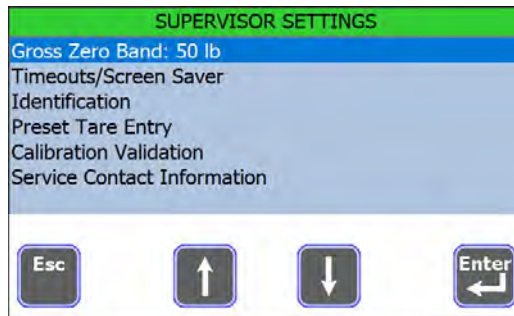 SUPERVISOR SETTINGS
Gross Zero Band: 50 lb
Timeouts/Screen Saver
Identification
Preset Tare Entry
Calibration Validation
Service Contact Information
Esc
Enter